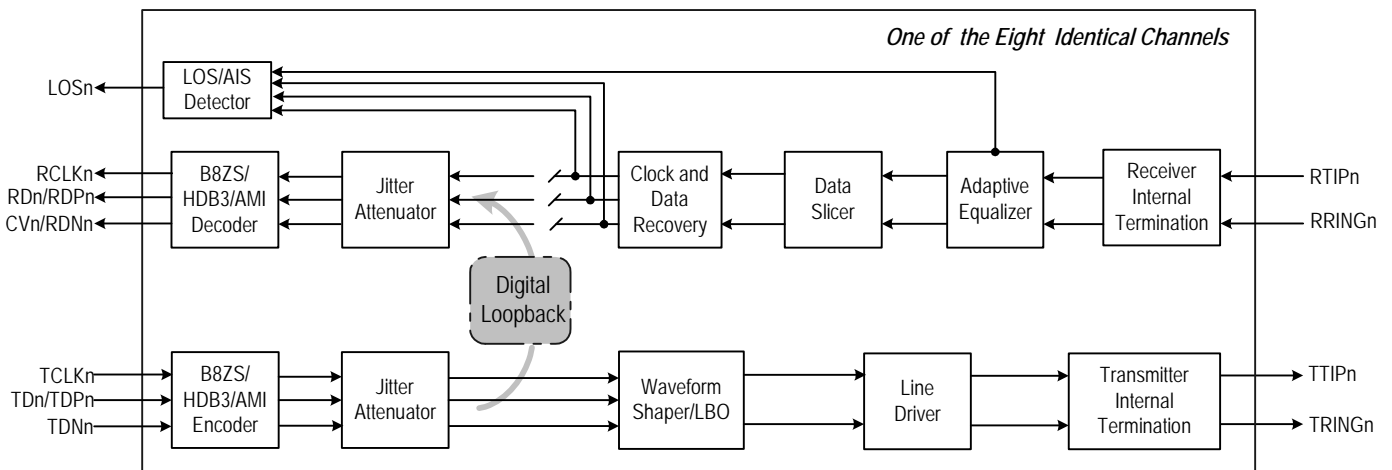 One of the Eight Identical Channels
LOSn
LOS/AIS
Detector
RCLKn
RDn/RDPn
CVn/RDNn
B8ZS/
HDB3/AMI
Decoder
Jitter
Attenuator
Clock and
Data
Recovery
Data
Slicer
Adaptive
Equalizer
Receiver
Internal
Termination
RTIPn
RRINGn
Digital
Loopback
TCLKn
TDn/TDPn
TDNn
B8ZS/
HDB3/AMI
Encoder
Jitter
Attenuator
Waveform
Shaper/LBO
Line
Driver
Transmitter
Internal
Termination
TTIPn
TRINGn